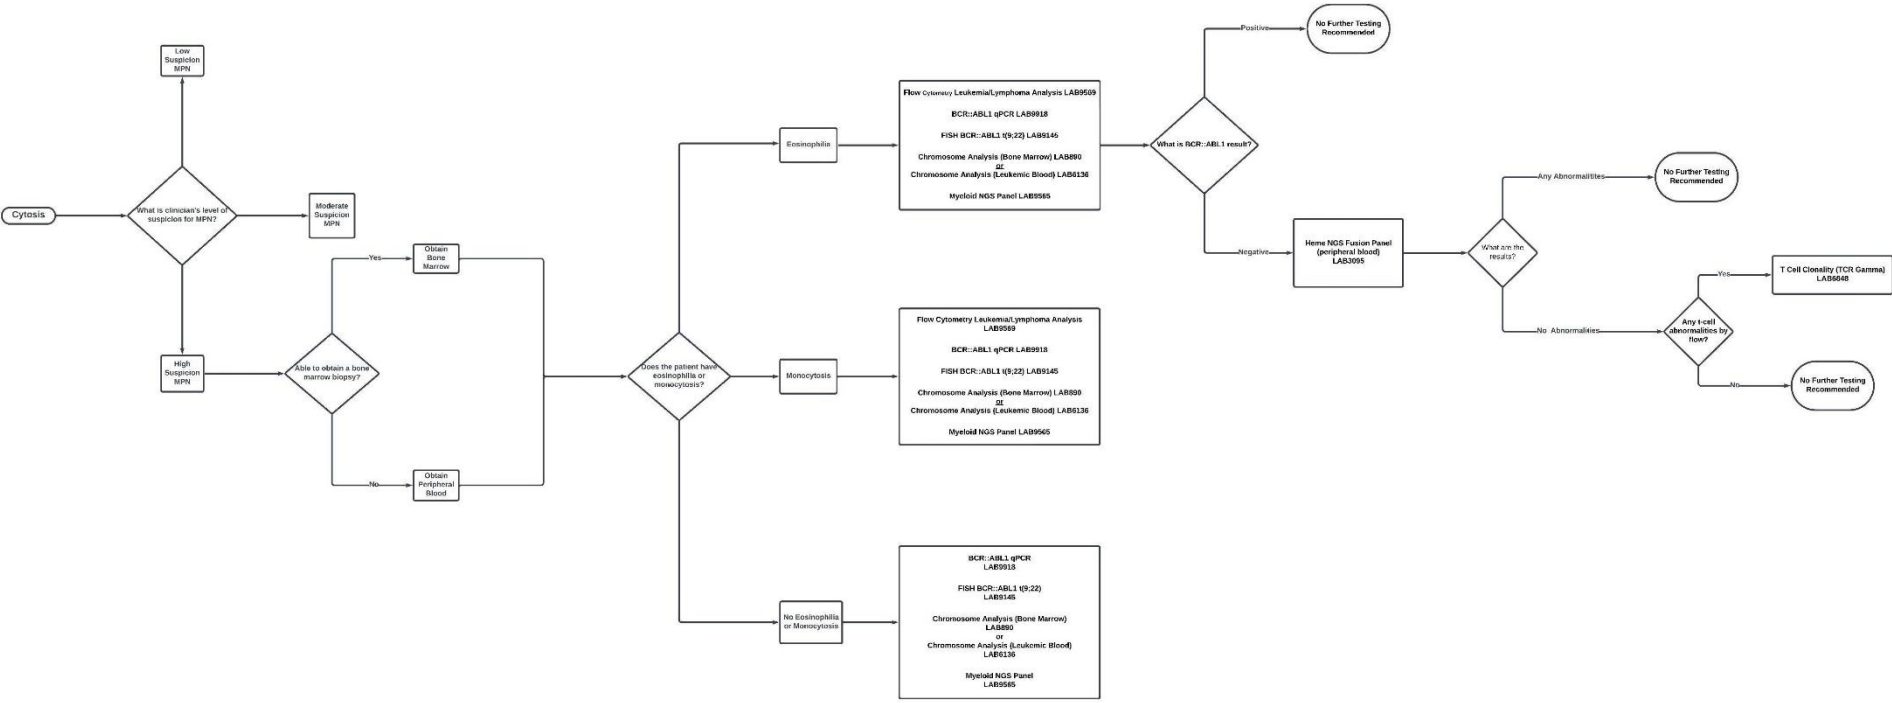 Cytosis
What is clinician's level of
suspicion for MPN?
Low
Suspicion
MPN
Moderate
Suspicion
MPN
High
Suspicion
MPN
Able to obtain a bone
marrow biopsy?
Yes
Obtain
Bone
Marrow
No
Obtain
Peripheral
Blood
Does the patient have
eosinophilia or
monocytosis?
Eosinophilia
Flow Cytometry Leukemia/Lymphoma Analysis LAB9569
BCR::ABL1 qPCR LAB9918
FISH BCR::ABL1 t(9;22) LAB9145
Chromosome Analysis (Bone Marrow) LAB890
or
Chromosome Analysis (Leukemic Blood) LAB6136
Myeloid NGS Panel LAB9565
What is BCR::ABL1 result?
Positive
No Further Testing
Recommended
Negative
Heme NGS Fusion Panel
(peripheral blood)
LAB3095
What are the
results?
Any Abnormalitites
No Further Testing
Recommended
No Abnormalities
Any t-cell
abnormalities by
flow?
Yes
T Cell Clonality (TCR Gamma)
LAB6648
No
No Further Testing
Recommended
Monocytosis
Flow Cytometry Leukemia/Lymphoma Analysis
LAB9569
BCR::ABL1 qPCR LAB9918
FISH BCR::ABL1 t(9;22) LAB9145
Chromosome Analysis (Bone Marrow) LAB890
or
Chromosome Analysis (Leukemic Blood) LAB6136
Myeloid NGS Panel LAB9565
No Eosinophilia
or Monocytosis
BCR::ABL1 qPCR
LAB9918
FISH BCR::ABL1 t(9;22)
LAB9145
Chromosome Analysis (Bone Marrow)
LAB890
or
Chromosome Analysis (Leukemic Blood)
LAB6136
Myeloid NGS Panel
LAB9565